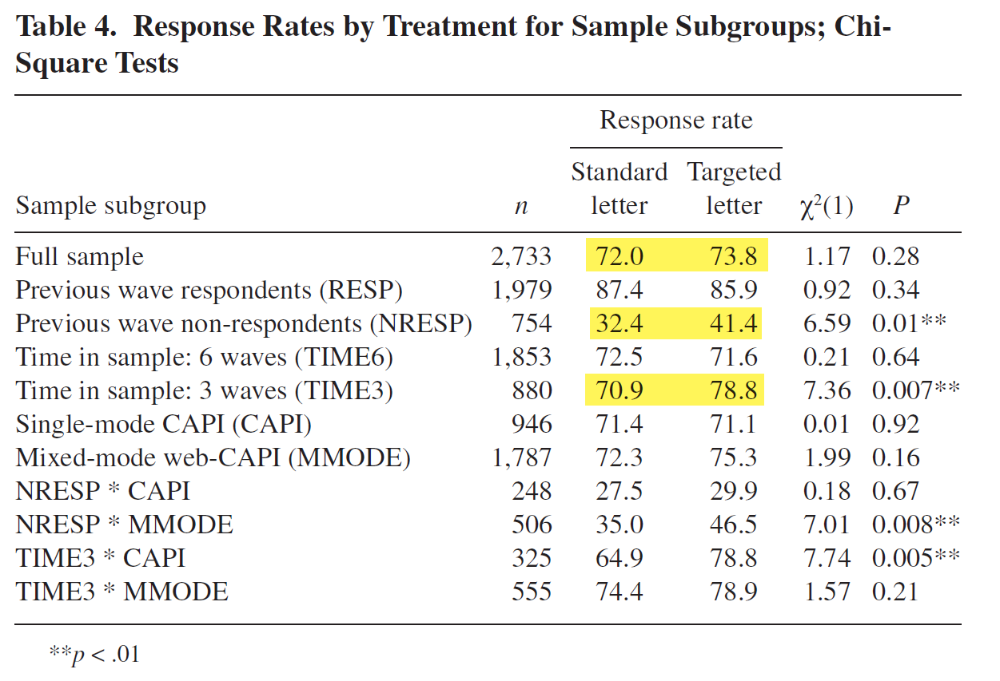 Table 4. Response Rates by Treatment for Sample Subgroups; Chi-
Square Tests
Response rate
Standard Targeted
Sample subgroup n letter letter χ²(1) P
Full sample 2,733 72.0 73.8 1.17 0.28
Previous wave respondents (RESP) 1,979 87.4 85.9 0.92 0.34
Previous wave non-respondents (NRESP) 754 32.4 41.4 6.59 0.01**
Time in sample: 6 waves (TIME6) 1,853 72.5 71.6 0.21 0.64
Time in sample: 3 waves (TIME3) 880 70.9 78.8 7.36 0.007**
Single-mode CAPI (CAPI) 946 71.4 71.1 0.01 0.92
Mixed-mode web-CAPI (MMODE) 1,787 72.3 75.3 1.99 0.16
NRESP * CAPI 248 27.5 29.9 0.18 0.67
NRESP * MMODE 506 35.0 46.5 7.01 0.008**
TIME3 * CAPI 325 64.9 78.8 7.74 0.005**
TIME3 * MMODE 555 74.4 78.9 1.57 0.21
**p < .01